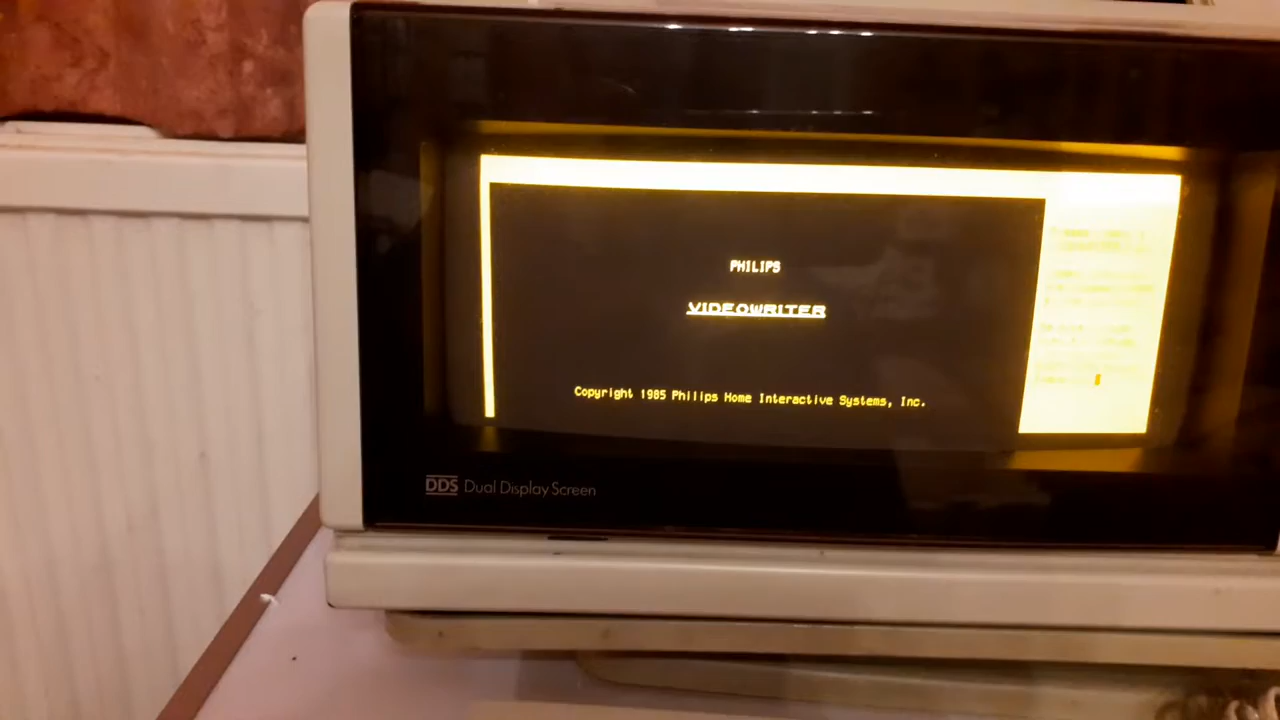 PHILIPS
VIDEOWRITER
Copyright 1985 Philips Home Interactive Systems, Inc.
DDS Dual Display Screen